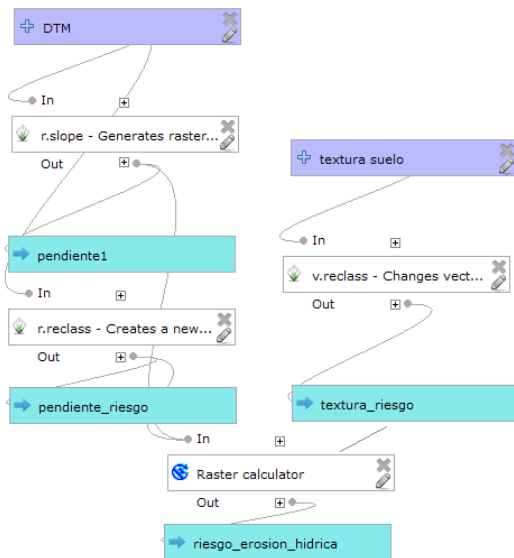 DTM
In
r.slope - Generates raster...
Out
textura suelo
pendiente1
In
v.reclass - Changes vect...
Out
In
r.reclass - Creates a new...
Out
pendiente_riesgo
textura_riesgo
In
Raster calculator
Out
riesgo_erosion_hidrica